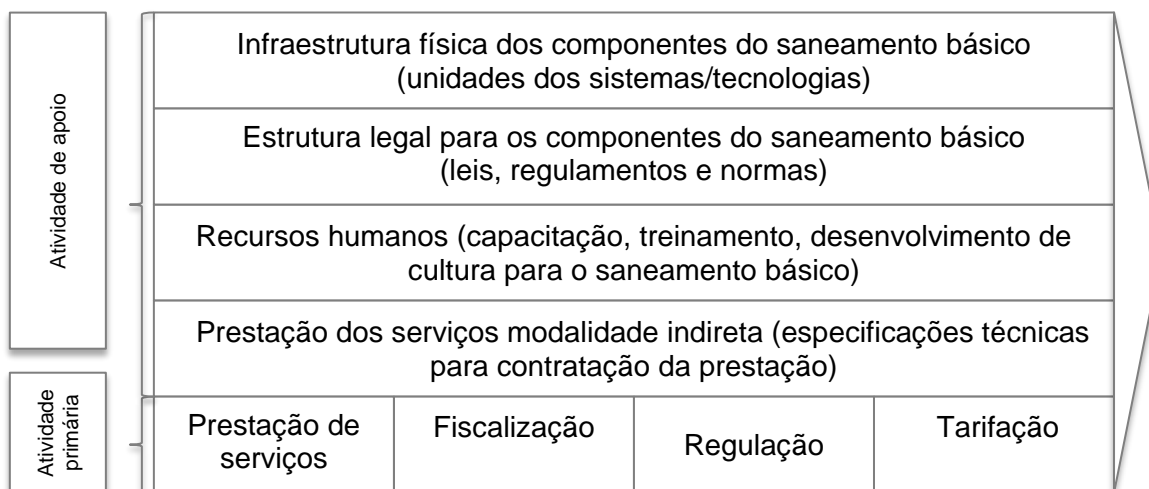 Atividade de apoio
Infraestrutura física dos componentes do saneamento básico
(unidades dos sistemas/tecnologias)
Estrutura legal para os componentes do saneamento básico
(leis, regulamentos e normas)
Recursos humanos (capacitação, treinamento, desenvolvimento de
cultura para o saneamento básico)
Prestação dos serviços modalidade indireta (especificações técnicas
para contratação da prestação)
Atividade
primária
Prestação de
serviços
Fiscalização
Regulação
Tarifação